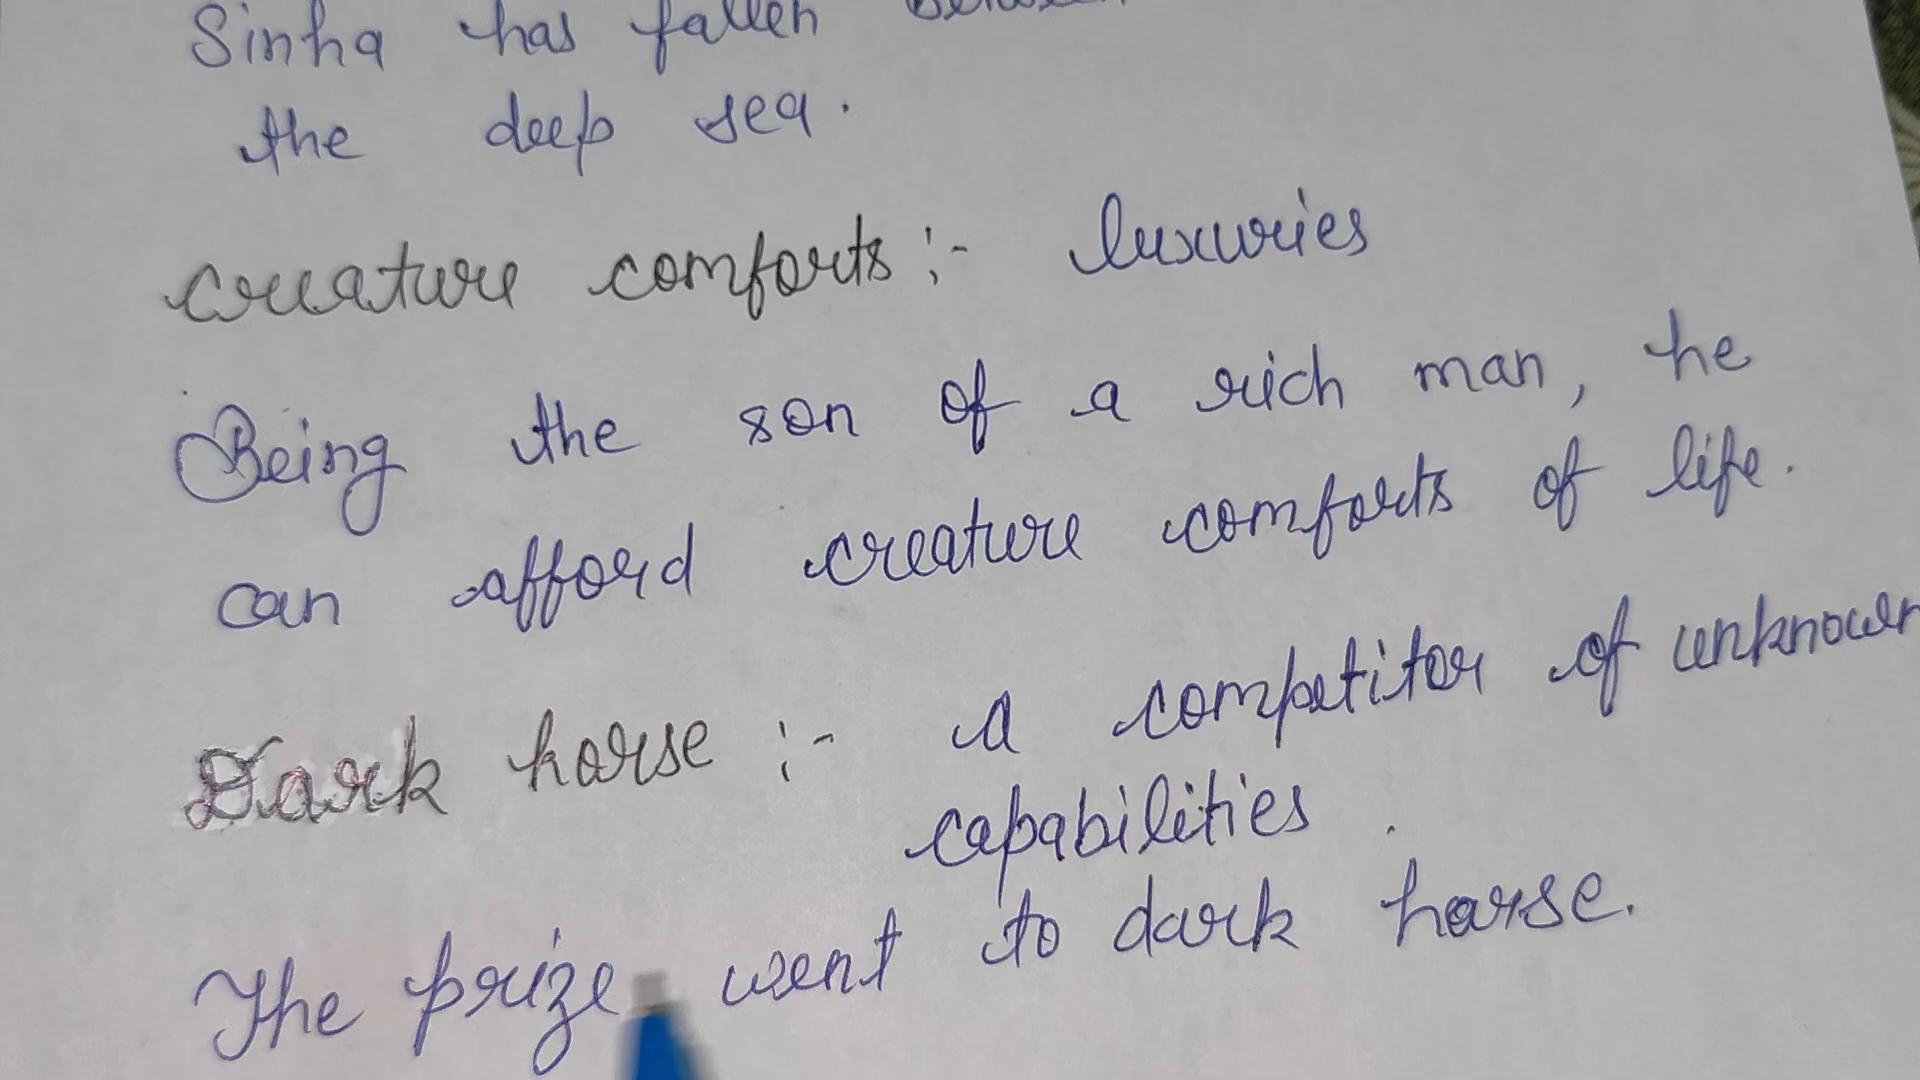 Sinha has fallen between
the deep sea.
creature comforts :- luxuries
Being the son of a rich man, he
can afford creature comforts of life.
Dark horse :- a competitor of unknown
capabilities.
The prize went to dark horse.